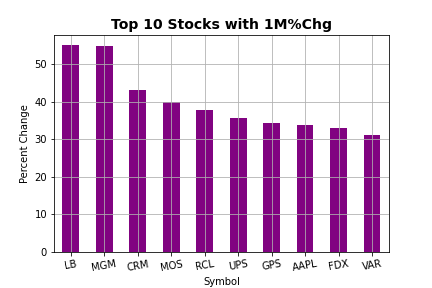 Top 10 Stocks with 1M%Chg
Percent Change
50
40
30
20
10
0
LB MGM CRM MOS RCL UPS GPS AAPL FDX VAR
Symbol